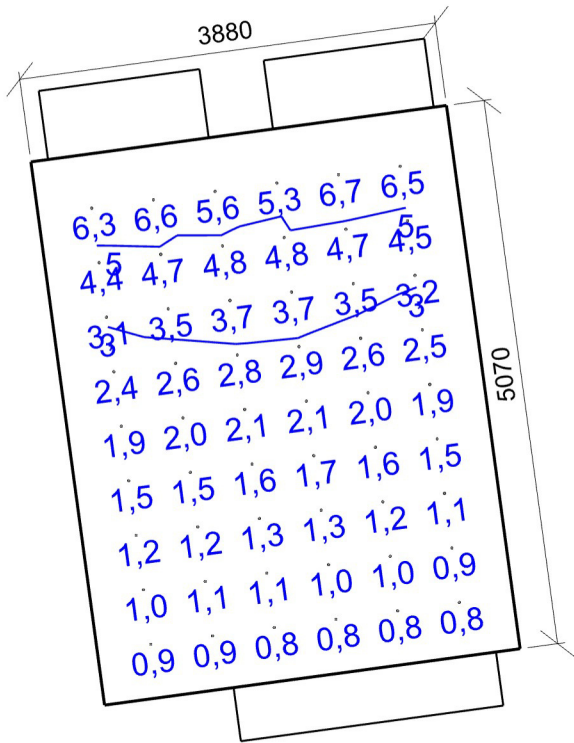 3880
6,3 6,6 5,6 5,3 6,7 6,5
5 5
4,4 4,7 4,8 4,8 4,7 4,5
3,1 3,5 3,7 3,7 3,5 3,2
3 3
2,4 2,6 2,8 2,9 2,6 2,5
5070
1,9 2,0 2,1 2,1 2,0 1,9
1,5 1,5 1,6 1,7 1,6 1,5
1,2 1,2 1,3 1,3 1,2 1,1
1,0 1,1 1,1 1,0 1,0 0,9
0,9 0,9 0,8 0,8 0,8 0,8